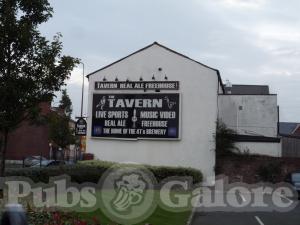 TAVERN REAL ALE FREEHOUSE!
THE
TAVERN
LIVE SPORTS MUSIC VIDEO
REAL ALE FREEHOUSE
THE HOME OF THE 4T's BREWERY
Pubs Galore